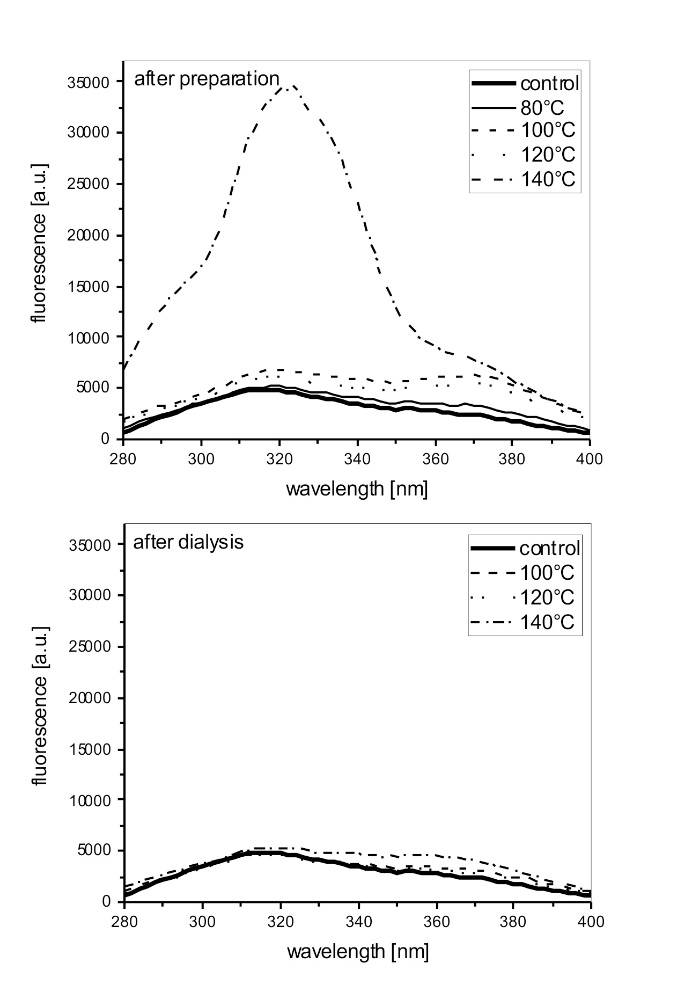 after preparation
control
80°C
100°C
120°C
140°C
35000
30000
25000
20000
15000
10000
5000
0
fluorescence [a.u.]
280 300 320 340 360 380 400
wavelength [nm]
after dialysis
control
100°C
120°C
140°C
35000
30000
25000
20000
15000
10000
5000
0
fluorescence [a.u.]
280 300 320 340 360 380 400
wavelength [nm]